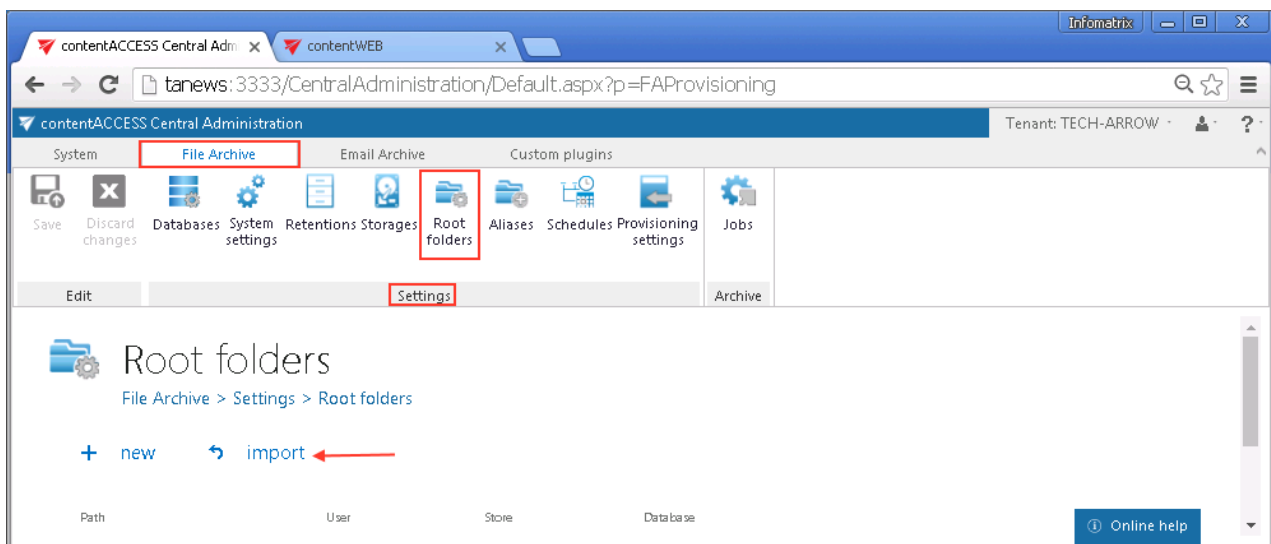 Infomatrix
contentACCESS Central Adm
contentWEB
tanews:3333/CentralAdministration/Default.aspx?p=FAProvisioning
contentACCESS Central Administration
Tenant: TECH-ARROW
?
System
File Archive
Email Archive
Custom plugins
Save
Discard changes
Databases
System settings
Retentions
Storages
Root folders
Aliases
Schedules
Provisioning settings
Jobs
Edit
Settings
Archive
Root folders
File Archive > Settings > Root folders
+ new
import
Path
User
Store
Database
Online help